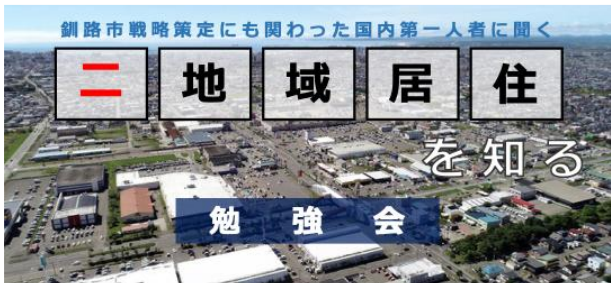 釧路市戦略策定にも関わった国内第一人者に聞く
二地域居住
を知る
勉強会